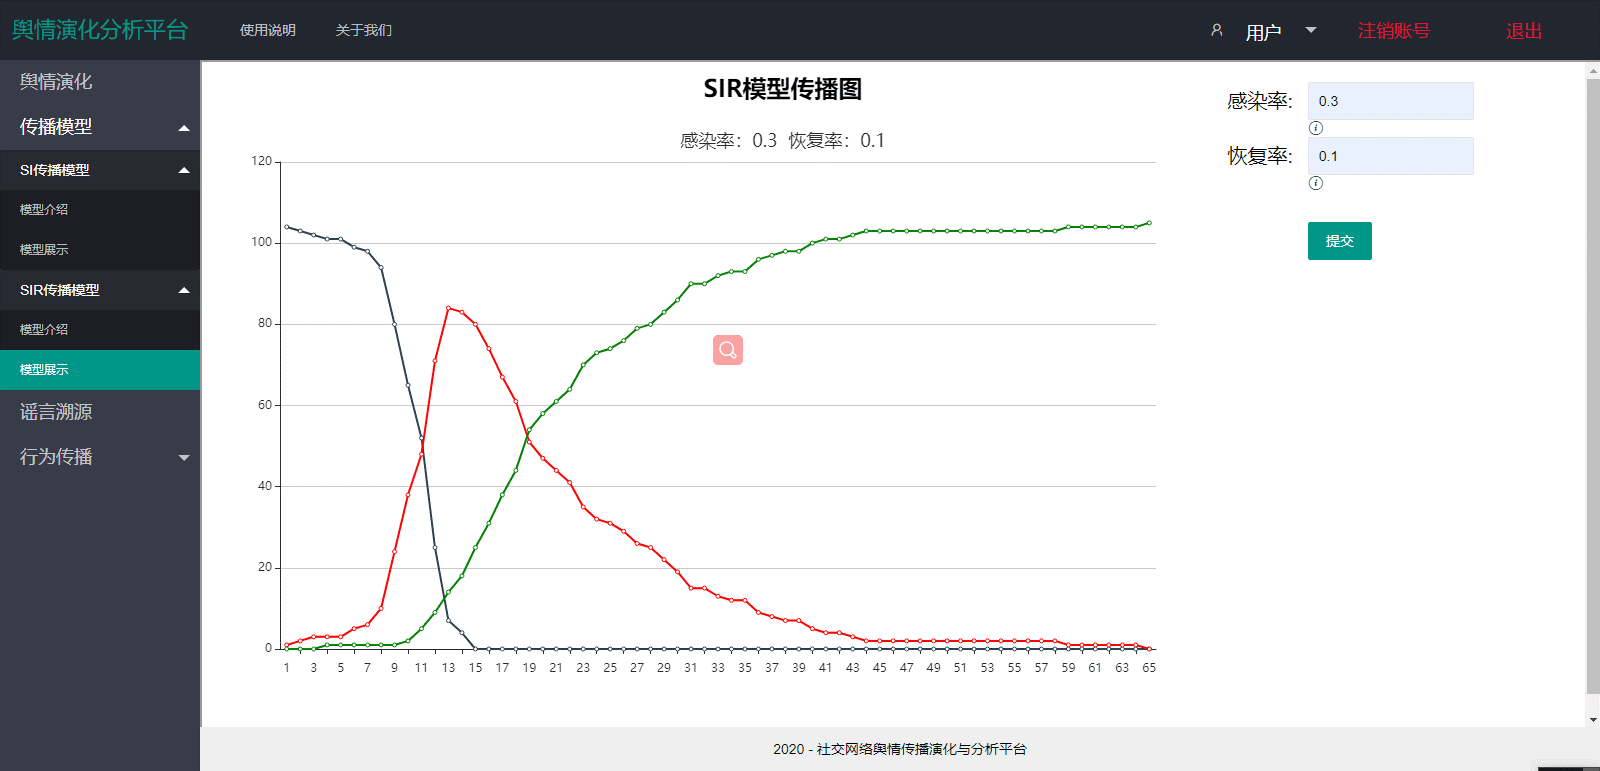 舆情演化分析平台 使用说明 关于我们 用户 注销账号 退出
舆情演化
传播模型
SI传播模型
模型介绍
模型展示
SIR传播模型
模型介绍
模型展示
谣言溯源
行为传播
SIR模型传播图
感染率：0.3 恢复率：0.1
120
100
80
60
40
20
0
1 3 5 7 9 11 13 15 17 19 21 23 25 27 29 31 33 35 37 39 41 43 45 47 49 51 53 55 57 59 61 63 65
感染率: 0.3
恢复率: 0.1
提交
2020 - 社交网络舆情传播演化与分析平台